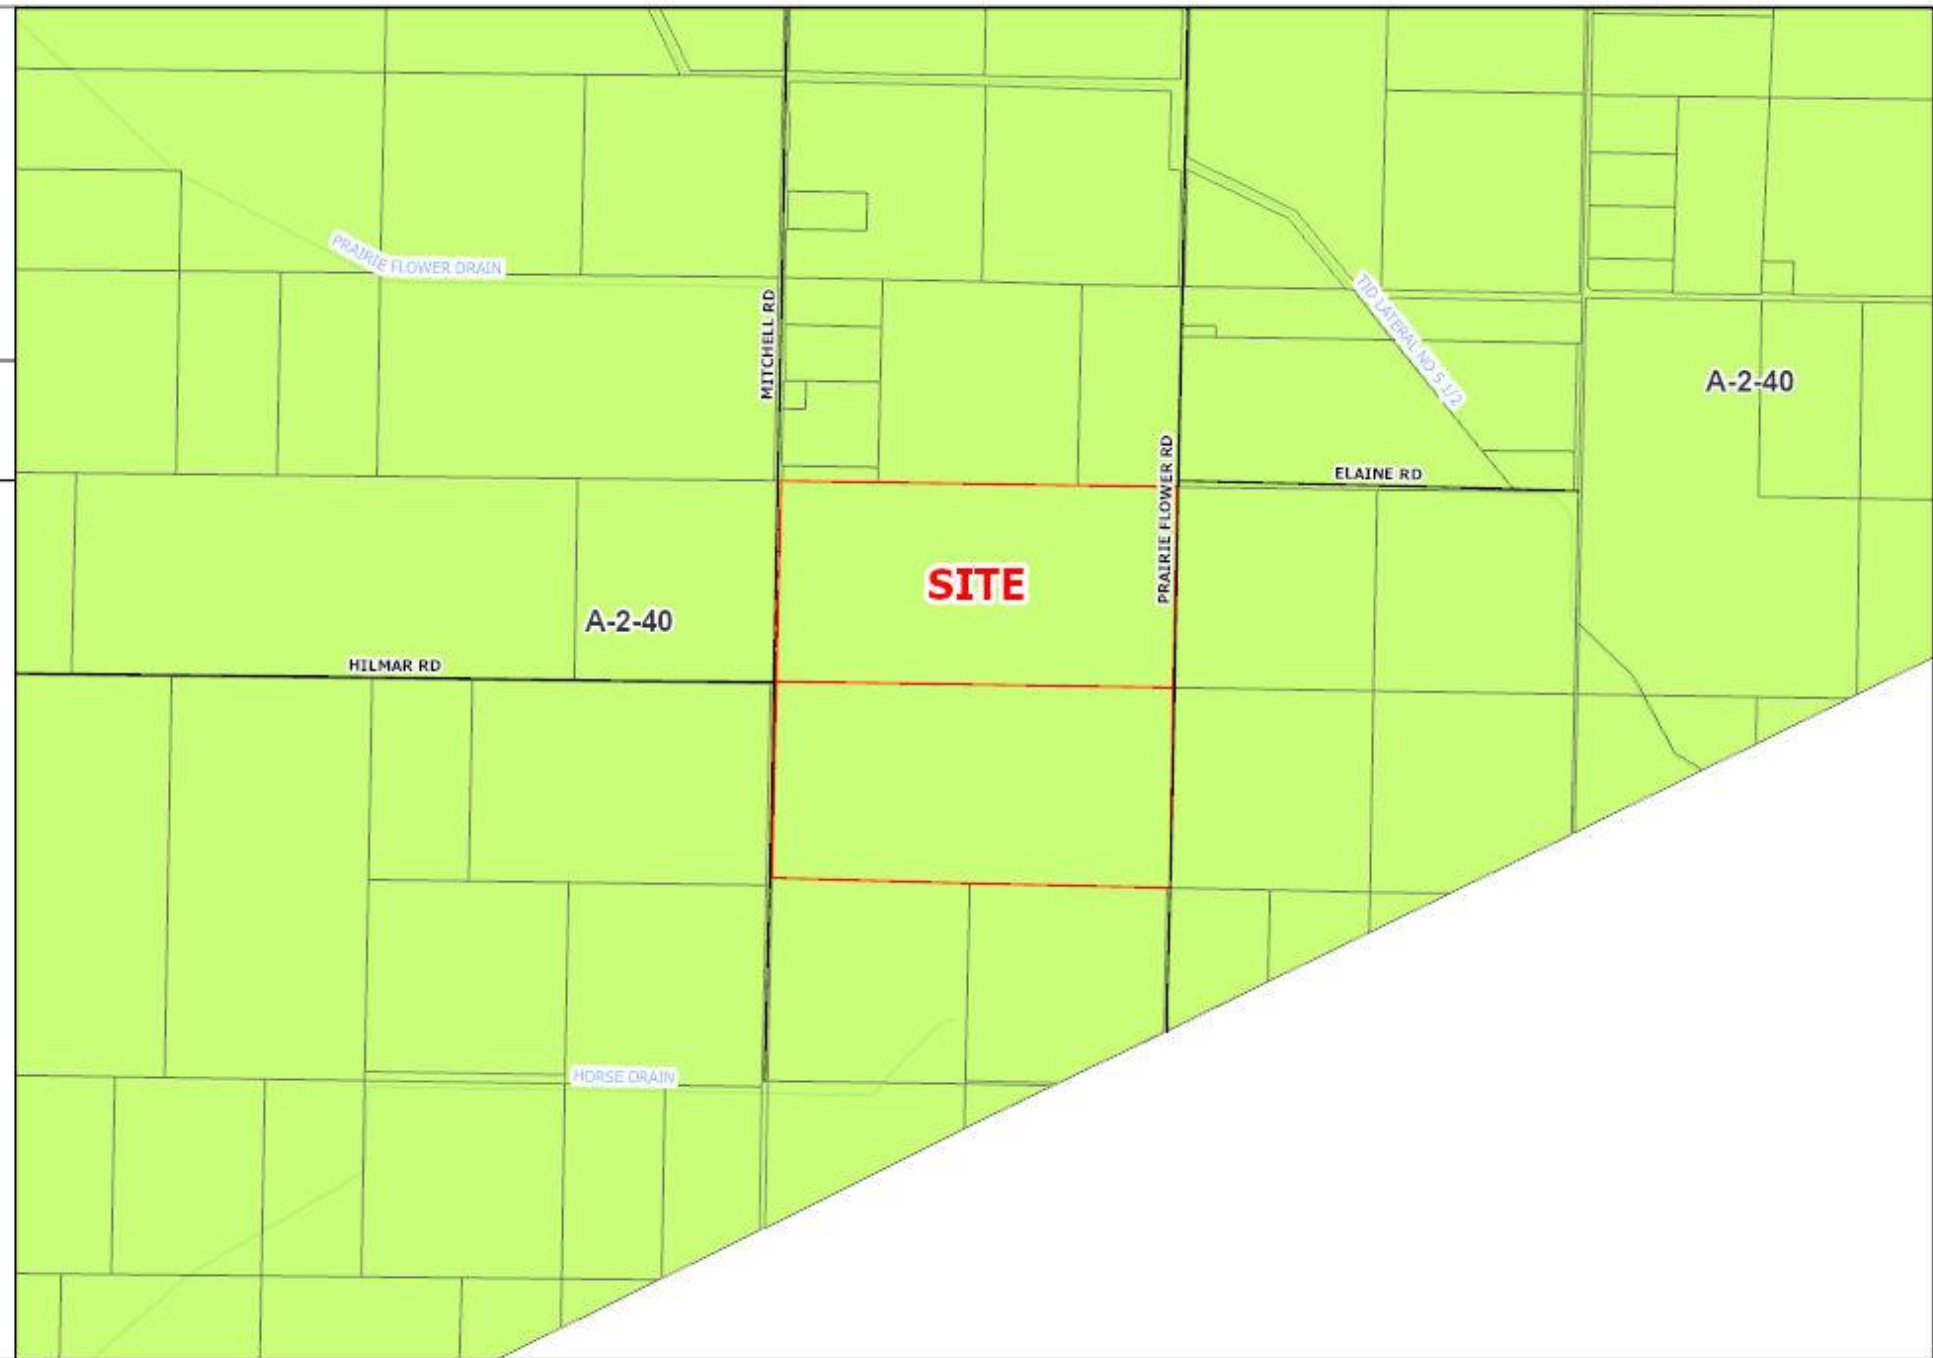 PRAIRIE FLOWER DRAIN
MITCHELL RD
TID LATERAL NO 5 1/2
A-2-40
PRAIRIE FLOWER RD
ELAINE RD
SITE
A-2-40
HILMAR RD
HORSE DRAIN